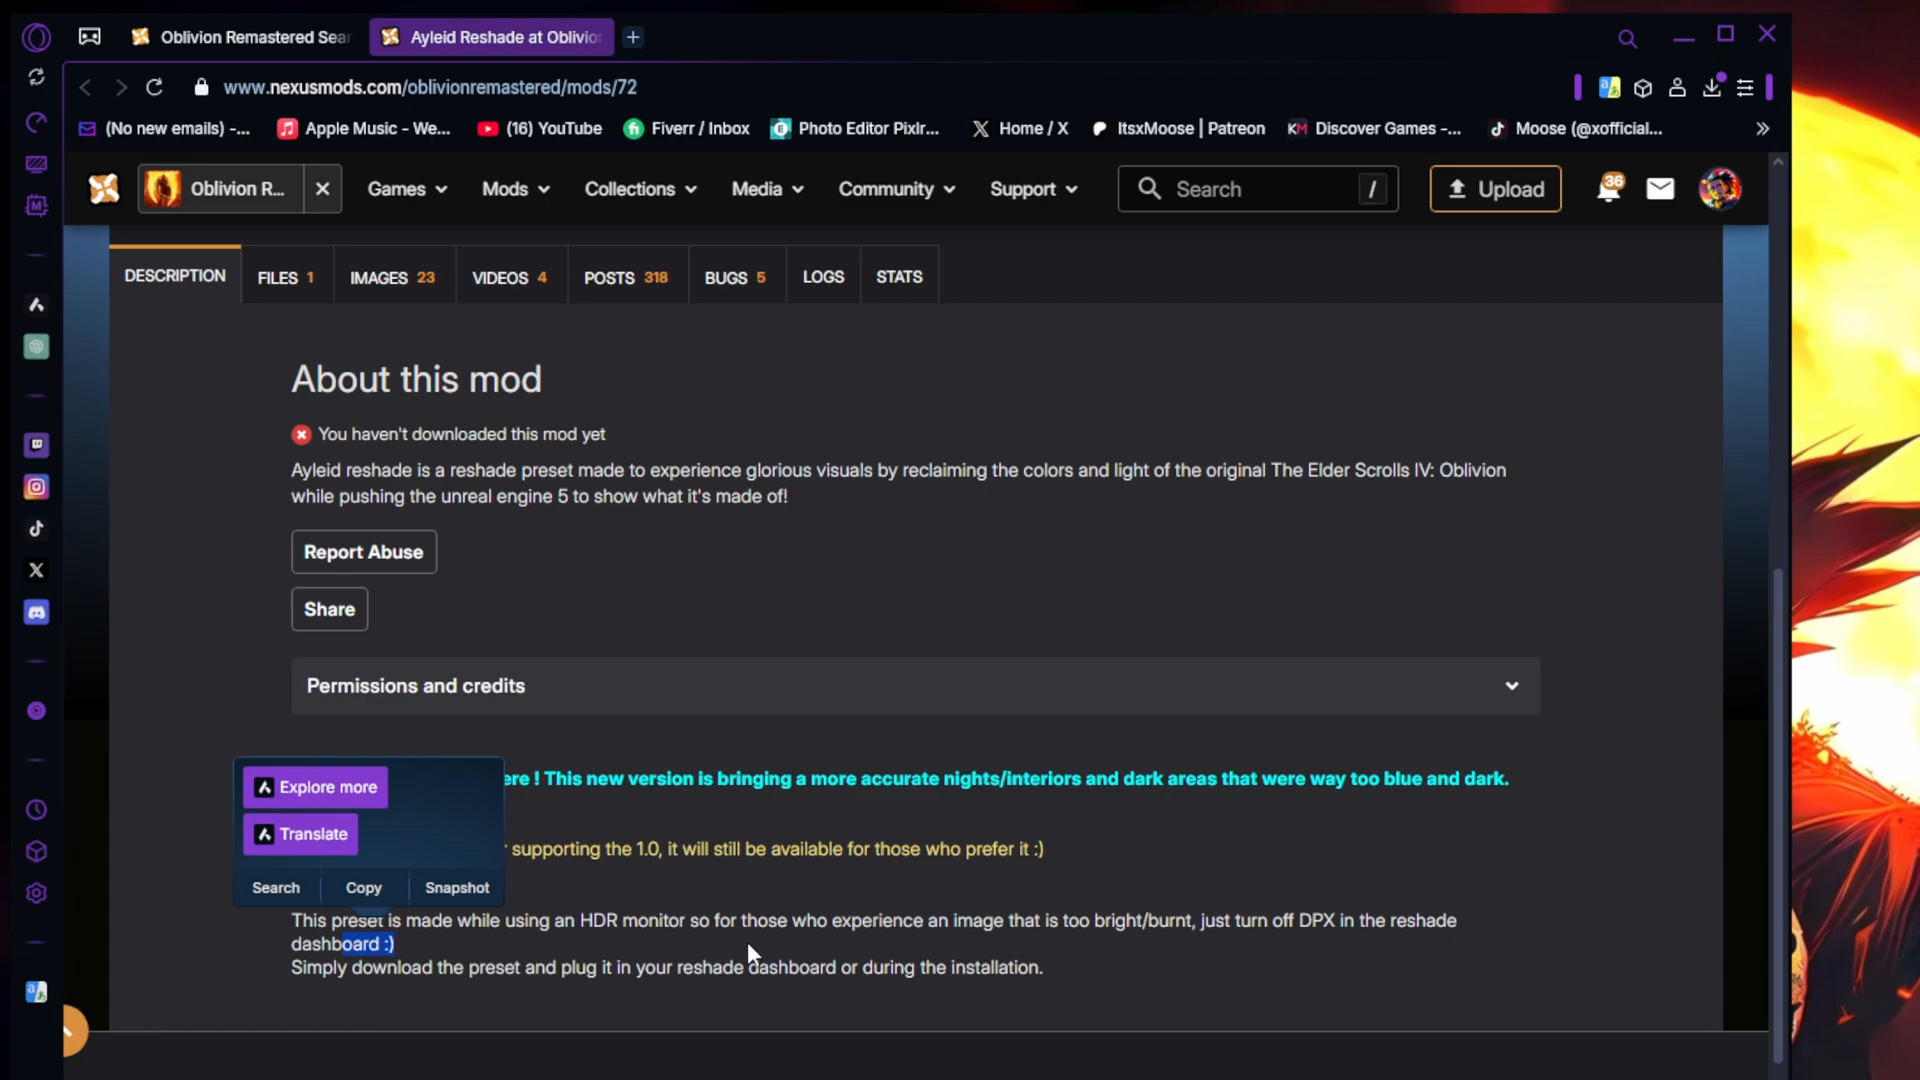 Oblivion Remastered Sear
Ayleid Reshade at Oblivio
www.nexusmods.com/oblivionremastered/mods/72
(No new emails) -...
Apple Music - We...
(16) YouTube
Fiverr / Inbox
Photo Editor Pixlr...
Home / X
ItsxMoose | Patreon
KM
Discover Games -...
Moose (@xofficial...
Oblivion R...
Games
Mods
Collections
Media
Community
Support
Search
/
Upload
36
DESCRIPTION
FILES 1
IMAGES 23
VIDEOS 4
POSTS 318
BUGS 5
LOGS
STATS
About this mod
You haven't downloaded this mod yet
Ayleid reshade is a reshade preset made to experience glorious visuals by reclaiming the colors and light of the original The Elder Scrolls IV: Oblivion
while pushing the unreal engine 5 to show what it's made of!
Report Abuse
Share
Permissions and credits
ere ! This new version is bringing a more accurate nights/interiors and dark areas that were way too blue and dark.
Explore more
Translate
supporting the 1.0, it will still be available for those who prefer it :)
Search
Copy
Snapshot
This preset is made while using an HDR monitor so for those who experience an image that is too bright/burnt, just turn off DPX in the reshade
dashboard :)
Simply download the preset and plug it in your reshade dashboard or during the installation.